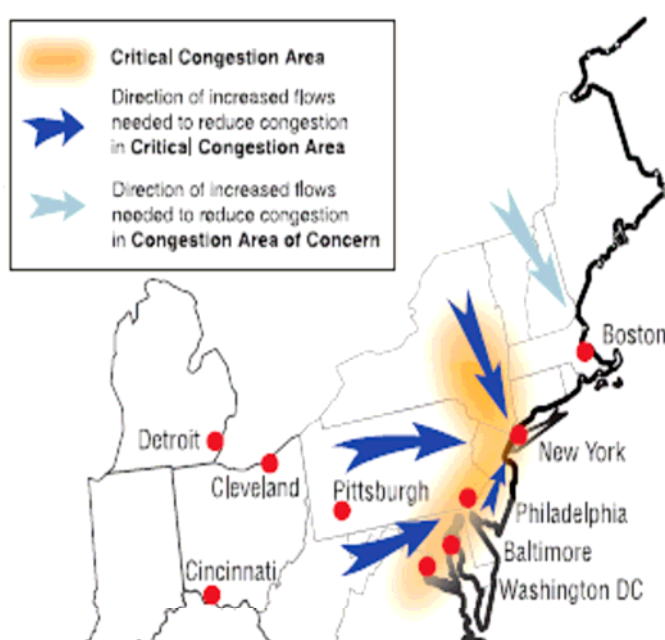 Critical Congestion Area
Direction of increased flows
needed to reduce congestion
in Critical Congestion Area
Direction of increased flows
needed to reduce congestion
in Congestion Area of Concern
Boston
Detroit
New York
Cleveland
Pittsburgh
Philadelphia
Baltimore
Cincinnati
Washington DC